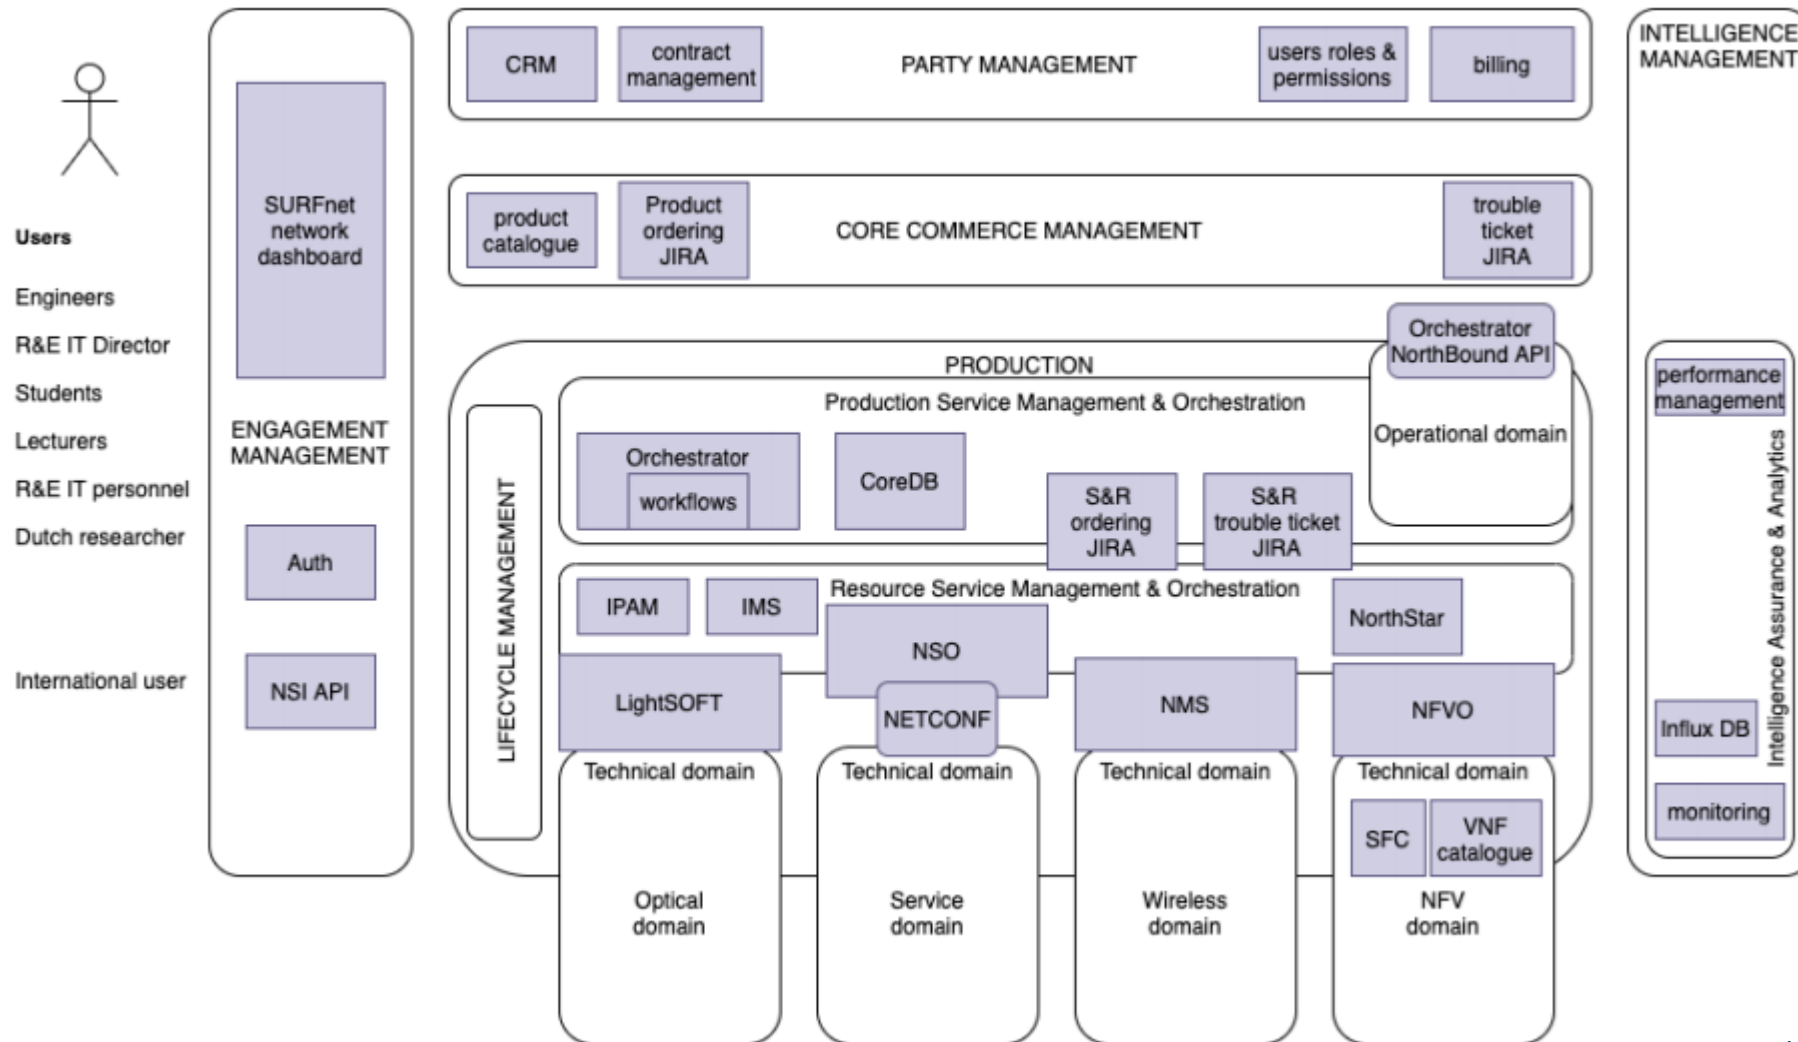 Users
Engineers
R&E IT Director
Students
Lecturers
R&E IT personnel
Dutch researcher
International user
SURFnet
network
dashboard
ENGAGEMENT
MANAGEMENT
Auth
NSI API
CRM
contract
management
PARTY MANAGEMENT
users roles &
permissions
billing
product
catalogue
Product
ordering
JIRA
CORE COMMERCE MANAGEMENT
trouble
ticket
JIRA
Orchestrator
NorthBound API
PRODUCTION
Production Service Management & Orchestration
Operational domain
LIFECYCLE MANAGEMENT
Orchestrator
workflows
CoreDB
S&R
ordering
JIRA
S&R
trouble ticket
JIRA
Resource Service Management & Orchestration
IPAM
IMS
NSO
NorthStar
LightSOFT
NETCONF
NMS
NFVO
Technical domain
Technical domain
Technical domain
Technical domain
SFC
VNF
catalogue
Optical
domain
Service
domain
Wireless
domain
NFV
domain
INTELLIGENCE
MANAGEMENT
performance
management
Intelligence Assurance & Analytics
Influx DB
monitoring